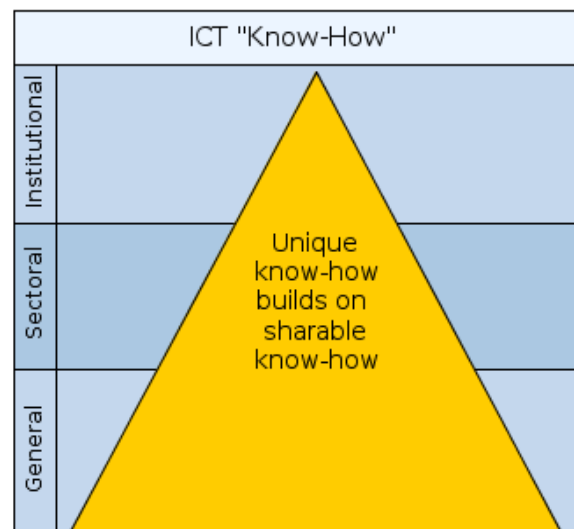 ICT "Know-How"
Institutional
Sectoral
General
Unique
know-how
builds on
sharable
know-how